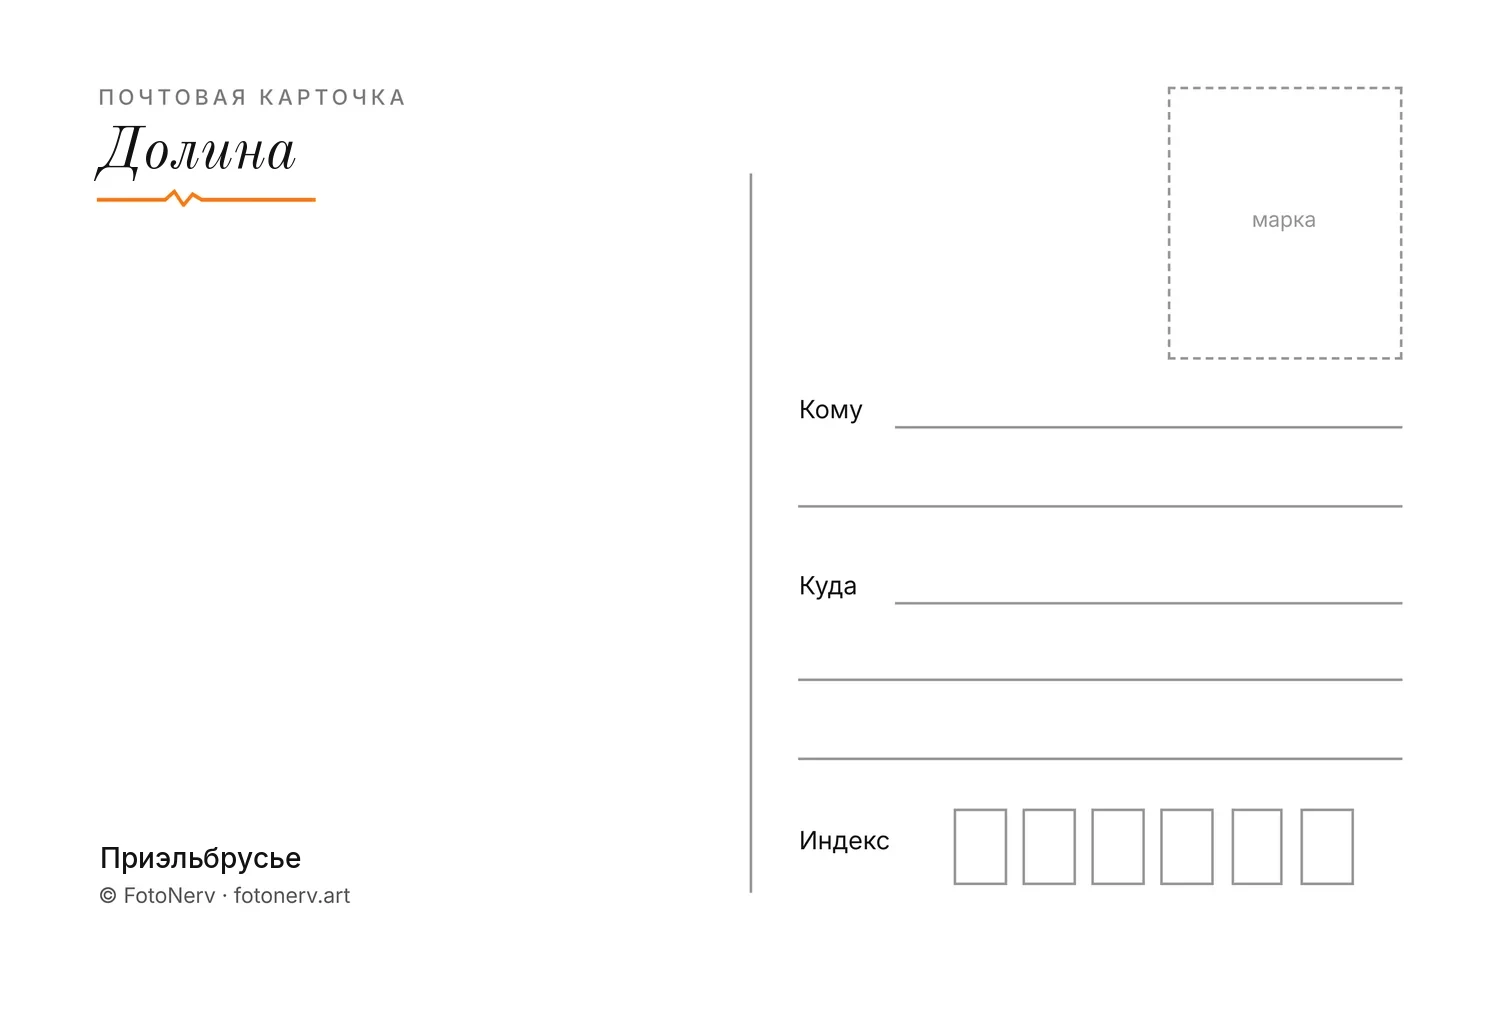 ПОЧТОВАЯ КАРТОЧКА
Долина
марка
Кому
Куда
Индекс
Приэльбрусье
© FotoNerv · fotonerv.art